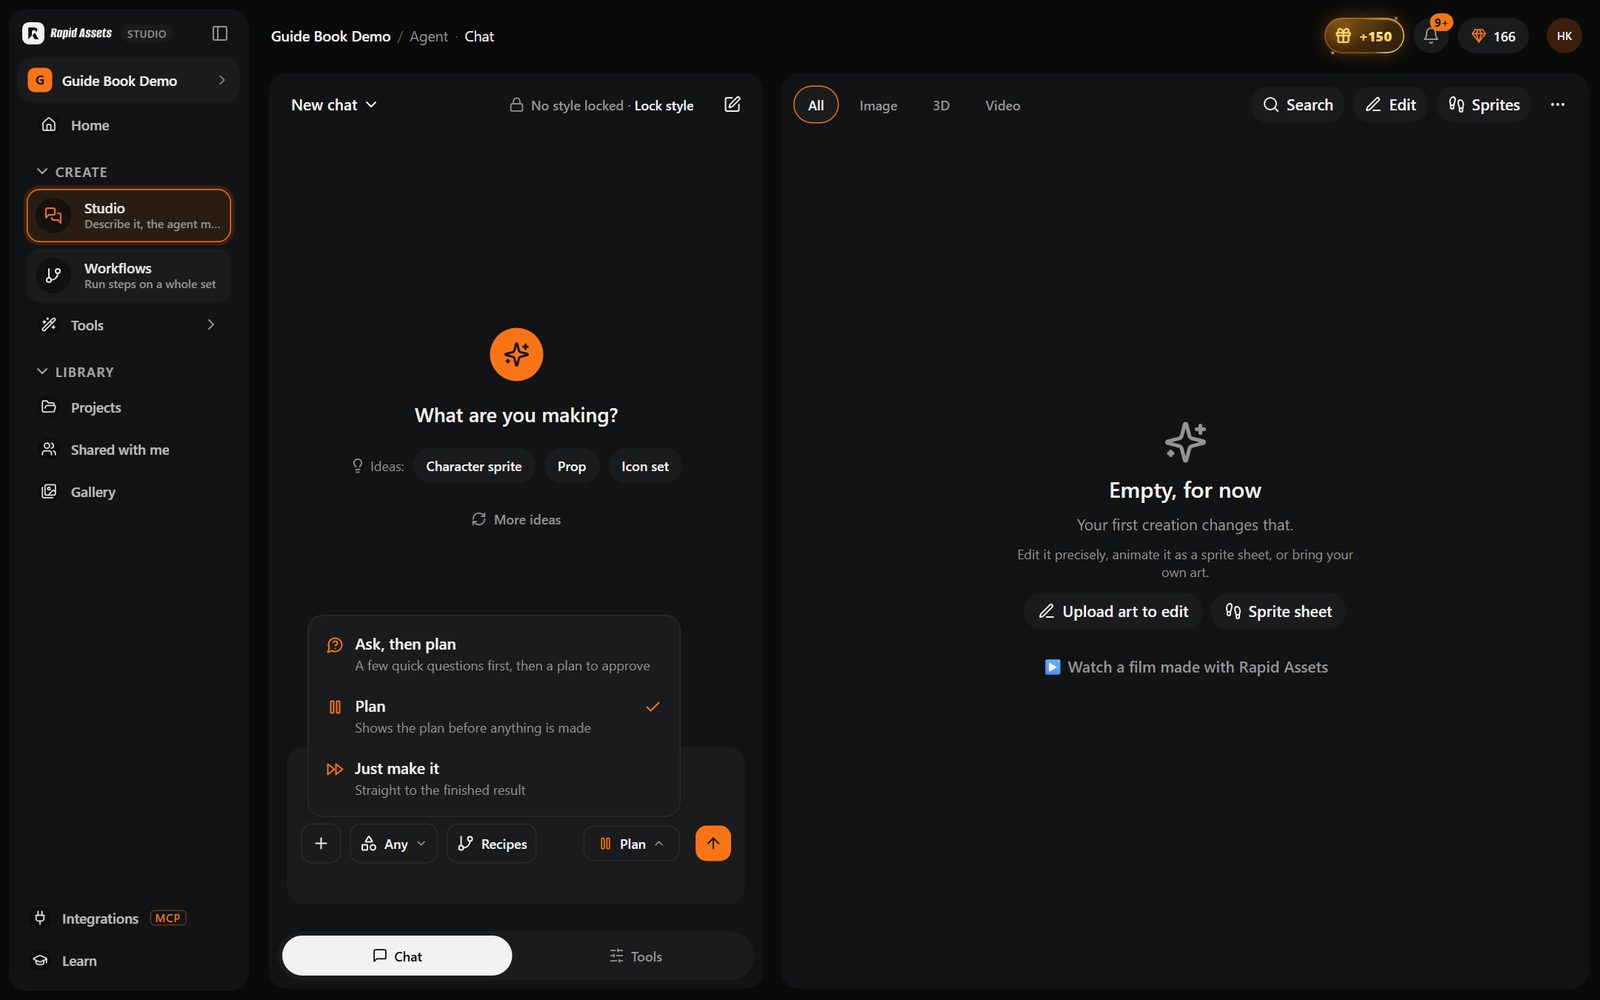 Rapid Assets STUDIO
G Guide Book Demo
Home
CREATE
Studio
Describe it, the agent m...
Workflows
Run steps on a whole set
Tools
LIBRARY
Projects
Shared with me
Gallery
Integrations MCP
Learn
Guide Book Demo / Agent · Chat
+150
9+
166
HK
New chat
No style locked · Lock style
What are you making?
Ideas: Character sprite Prop Icon set
More ideas
Ask, then plan
A few quick questions first, then a plan to approve
Plan
Shows the plan before anything is made
Just make it
Straight to the finished result
Any Recipes Plan
Chat Tools
All Image 3D Video
Search Edit Sprites
Empty, for now
Your first creation changes that.
Edit it precisely, animate it as a sprite sheet, or bring your
own art.
Upload art to edit Sprite sheet
Watch a film made with Rapid Assets